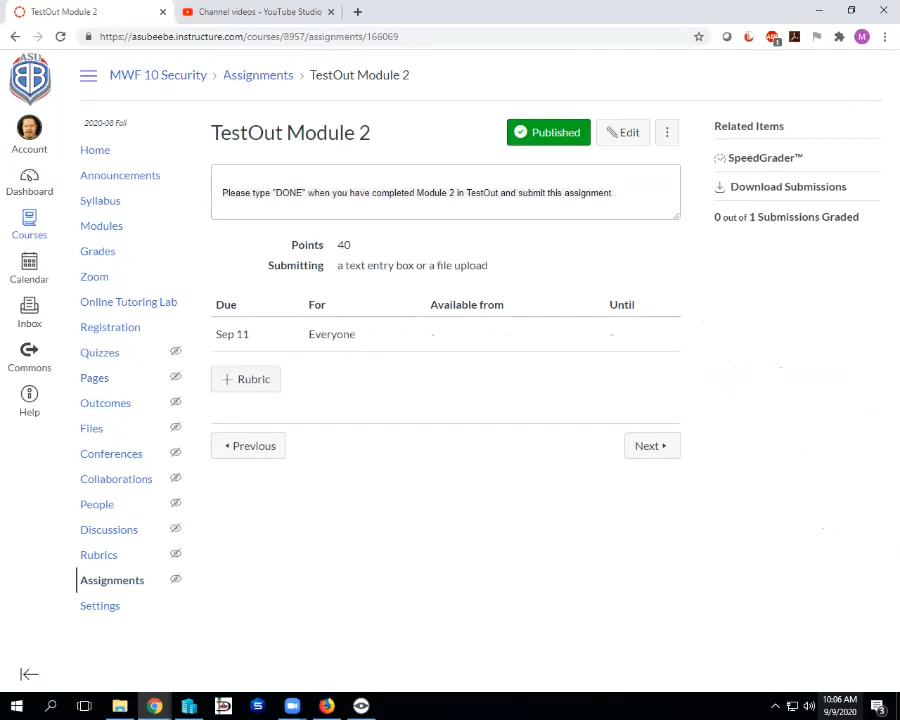 TestOut Module 2
Channel videos - YouTube Studio
https://asubeebe.instructure.com/courses/8957/assignments/166069
M
ASU
BB
MWF 10 Security > Assignments > TestOut Module 2
Account
Dashboard
Courses
Calendar
Inbox
Commons
Help
2020-08 Fall
Home
Announcements
Syllabus
Modules
Grades
Zoom
Online Tutoring Lab
Registration
Quizzes
Pages
Outcomes
Files
Conferences
Collaborations
People
Discussions
Rubrics
Assignments
Settings
TestOut Module 2
Published
Edit
Please type "DONE" when you have completed Module 2 in TestOut and submit this assignment.
Points 40
Submitting a text entry box or a file upload
Due For Available from Until
Sep 11 Everyone - -
+ Rubric
Previous
Next
Related Items
SpeedGrader™
Download Submissions
0 out of 1 Submissions Graded
10:06 AM
9/9/2020
3